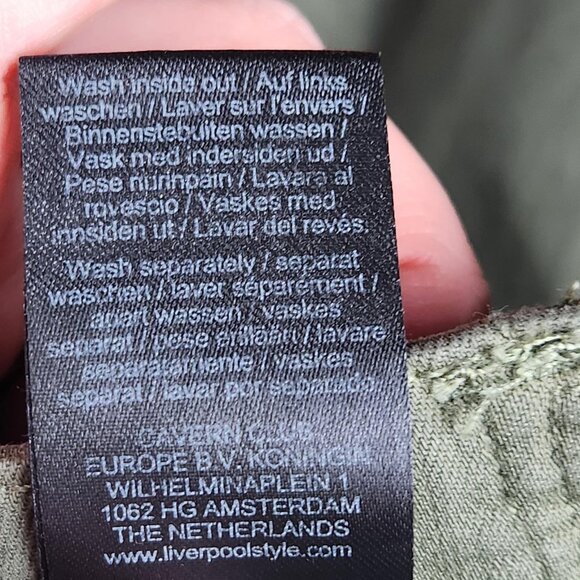 Wash inside out / Auf links
waschen / Laver sur l'envers /
Binnenstebuiten wassen /
Vask med indersiden ud /
Pese nurinpäin / Lavara al
rovescio / Vaskes med
innsiden ut / Lavar del revés.
Wash separately / separat
waschen / laver séparément /
apart wassen / vaskes
separat / pese erillään / lavare
separatamente / vaskes
separat / lavar por separado
CAVERN CLUB
EUROPE B.V. KONINGIN
WILHELMINAPLEIN 1
1062 HG AMSTERDAM
THE NETHERLANDS
www.liverpoolstyle.com